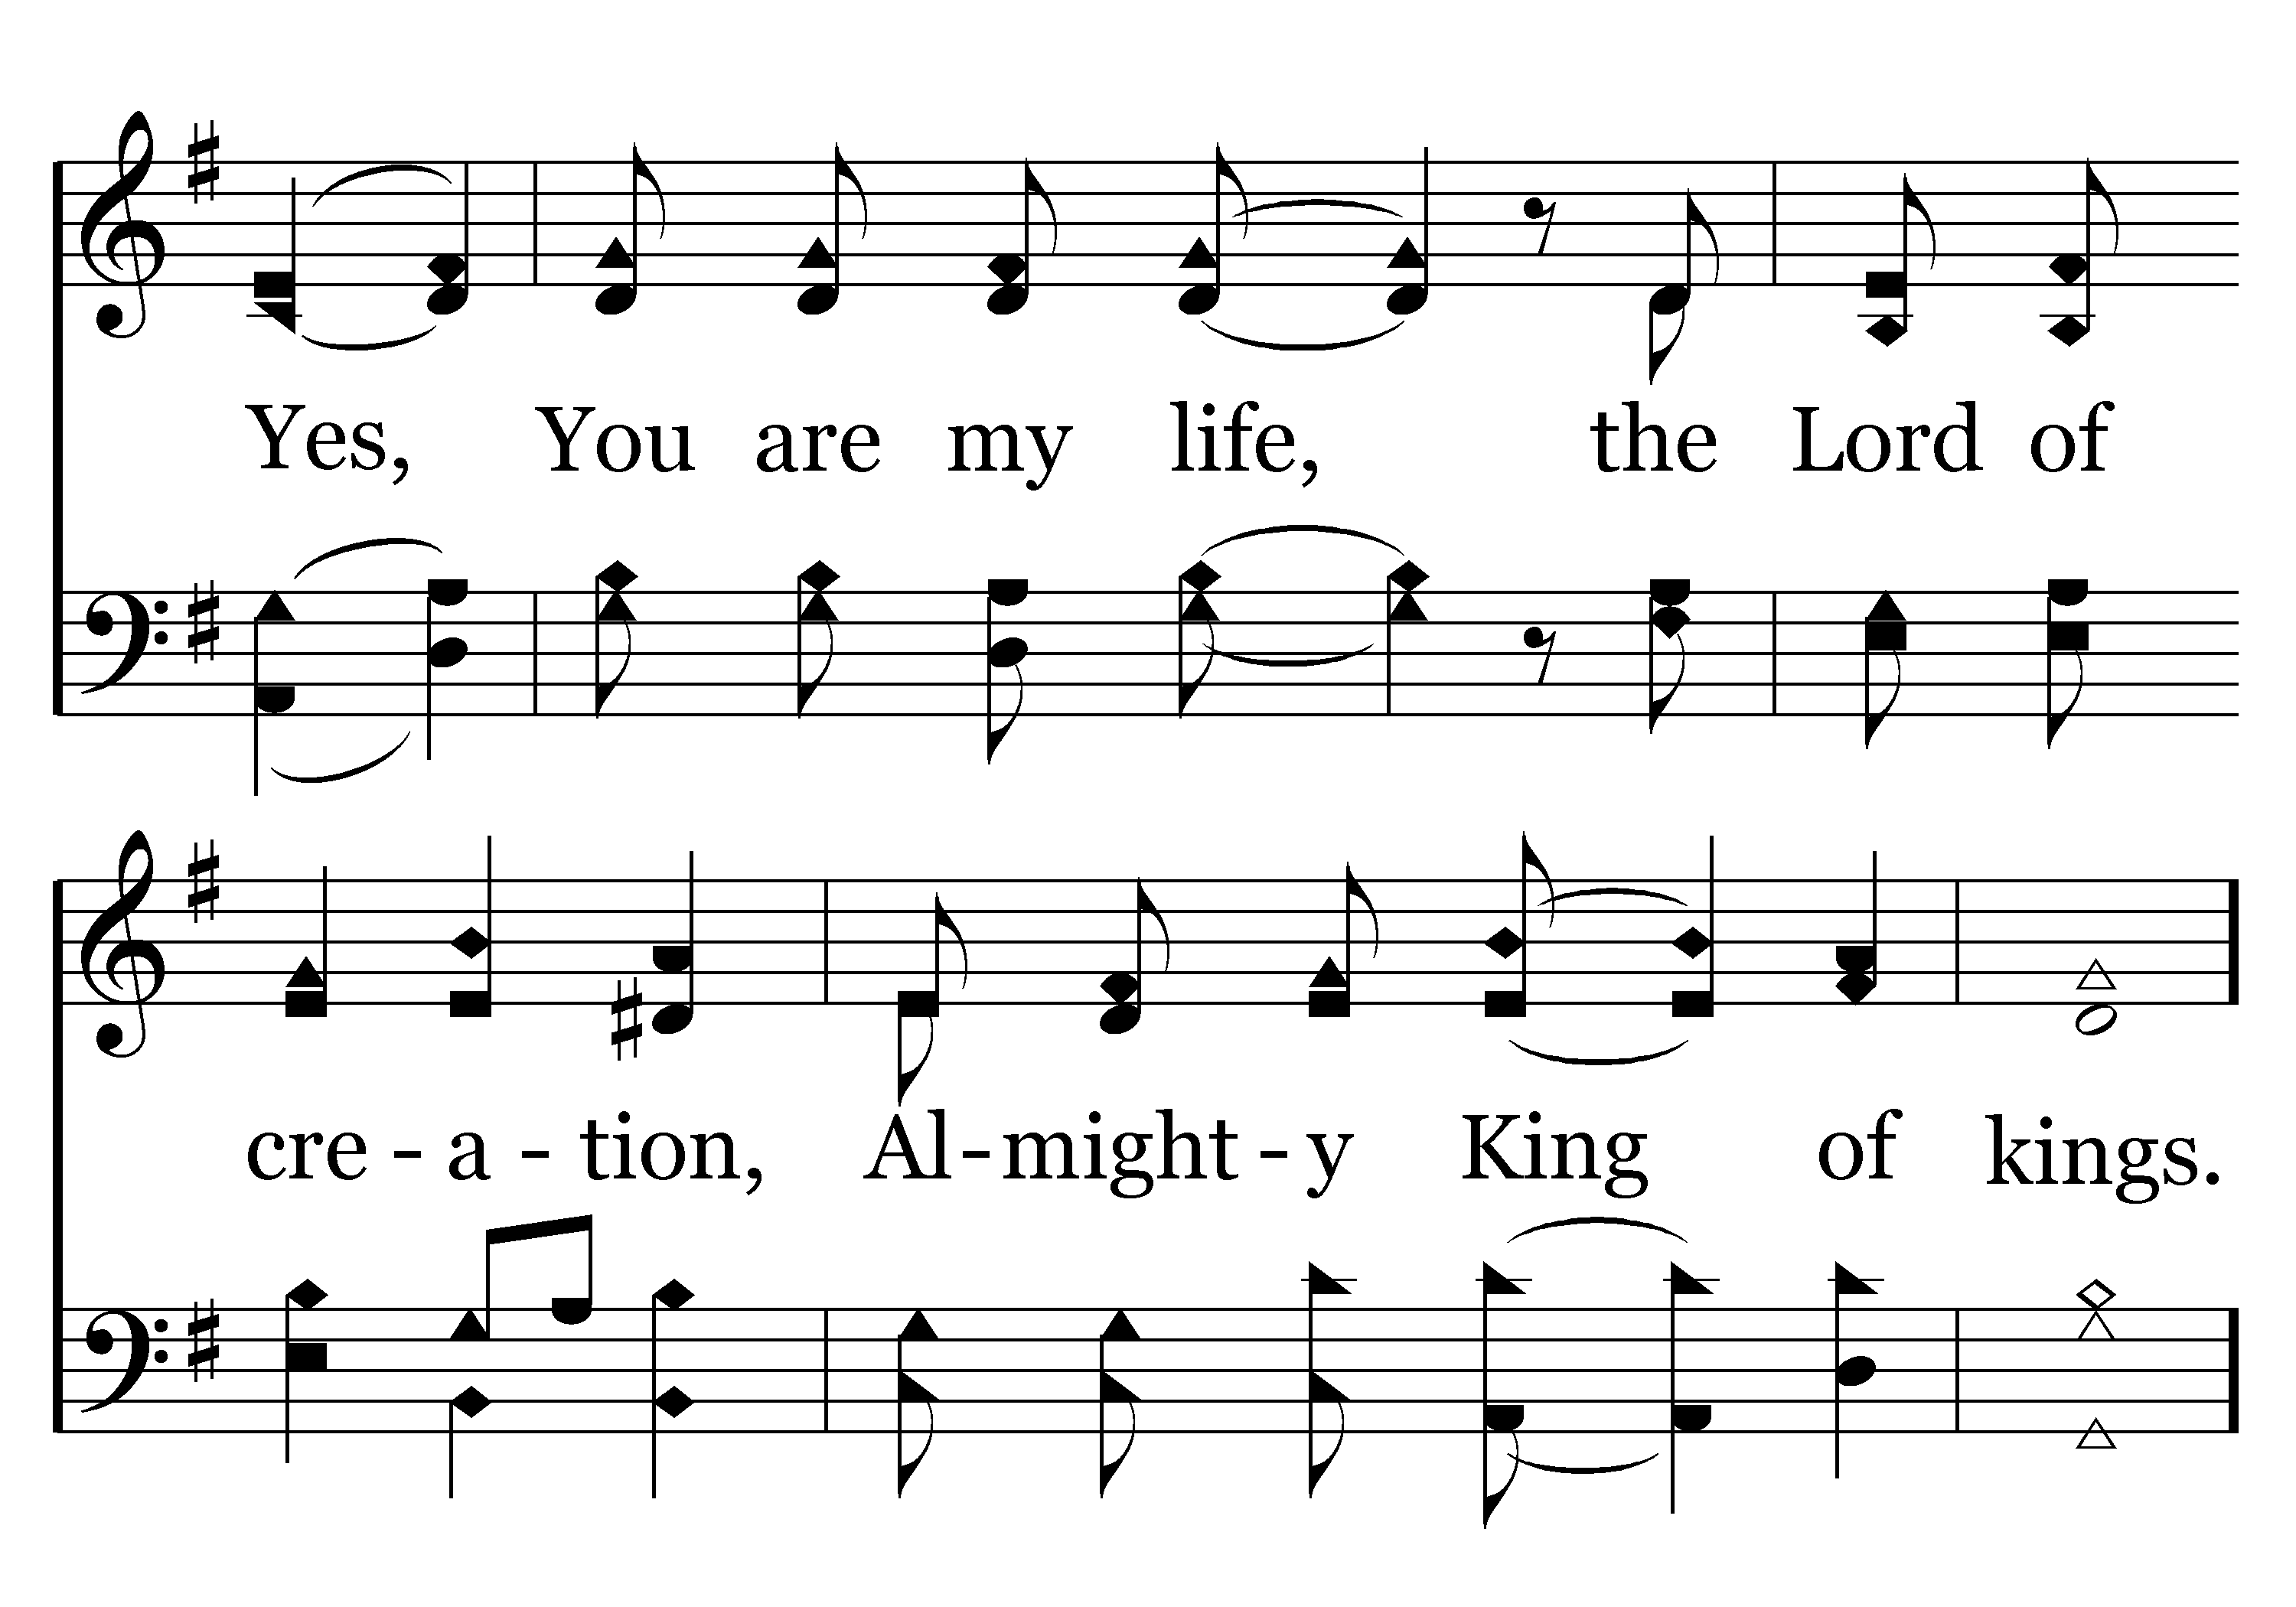 Yes, You are my life, the Lord of
cre - a - tion, Al - might - y King of kings.